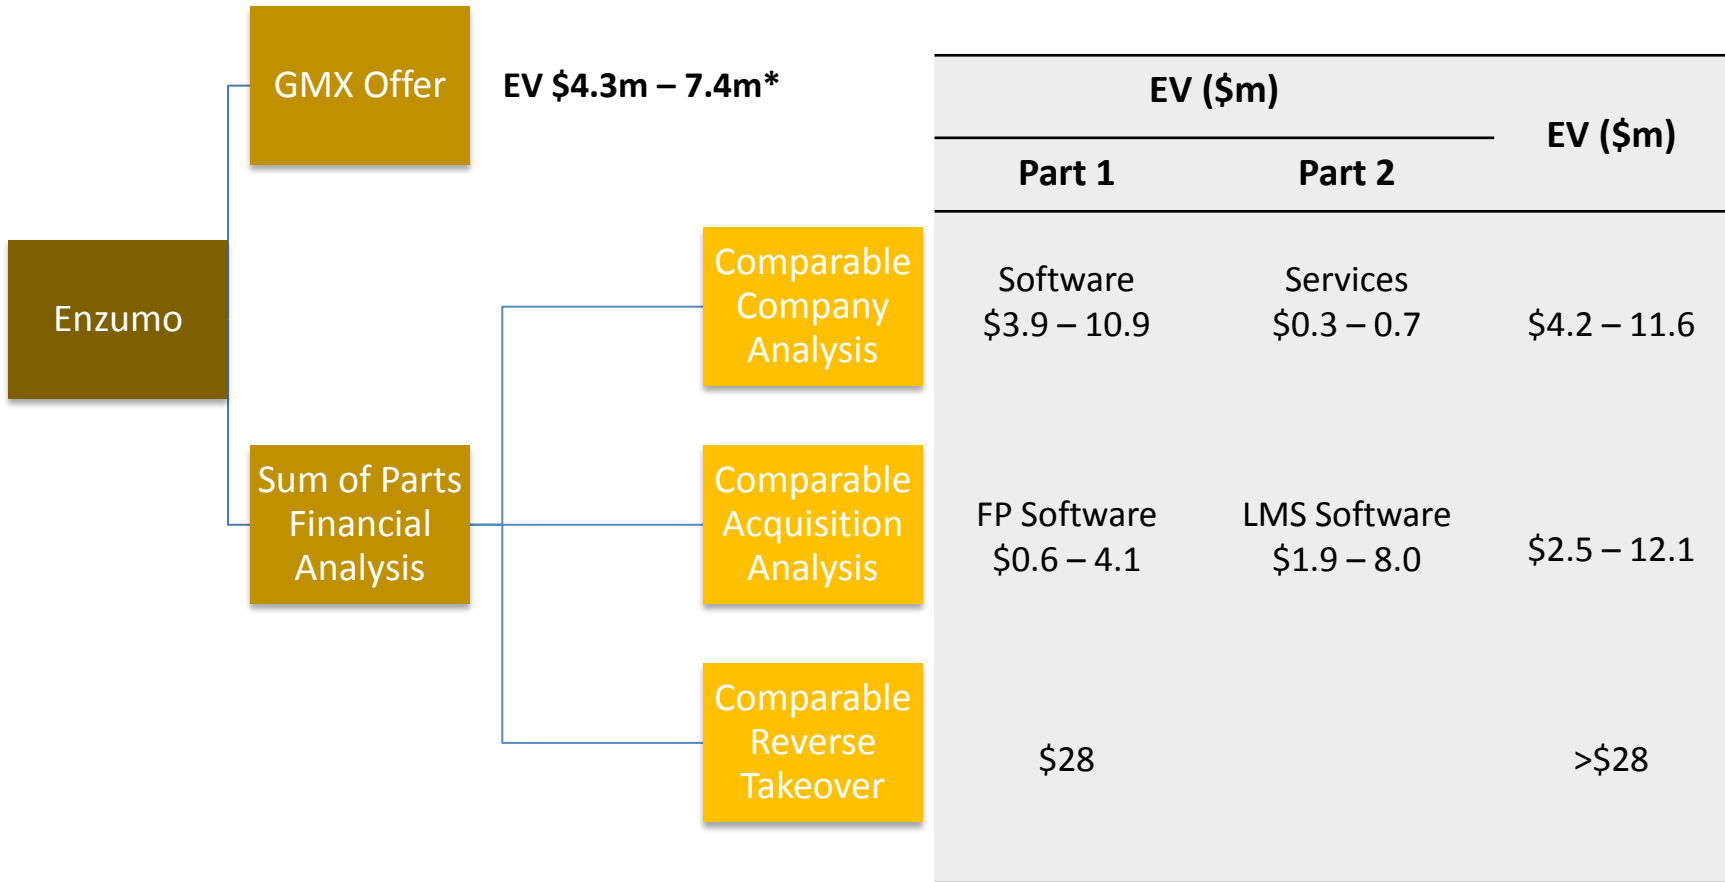 GMX Offer
EV $4.3m – 7.4m*
EV ($m)
EV ($m)
Part 1
Part 2
Enzumo
Comparable
Company
Analysis
Software
$3.9 – 10.9
Services
$0.3 – 0.7
$4.2 – 11.6
Sum of Parts
Financial
Analysis
Comparable
Acquisition
Analysis
FP Software
$0.6 – 4.1
LMS Software
$1.9 – 8.0
$2.5 – 12.1
Comparable
Reverse
Takeover
$28
>$28